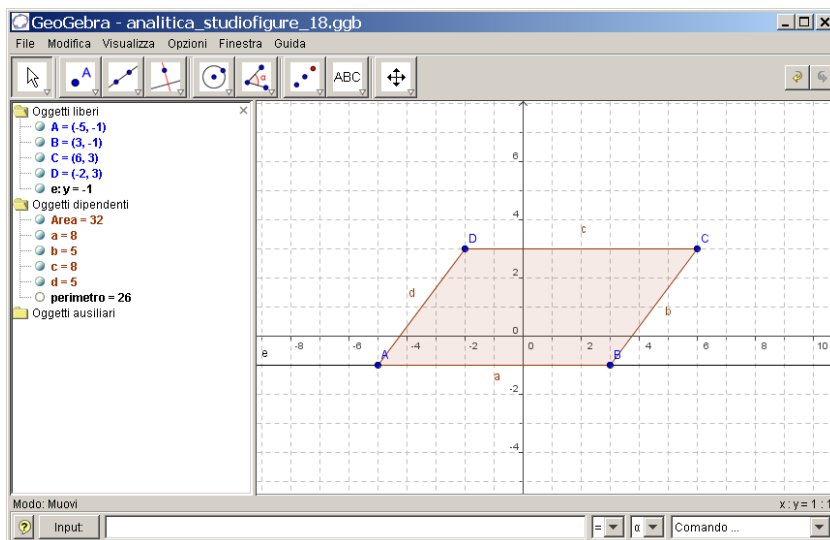 GeoGebra - analitica_studiofigure_18.ggb
File Modifica Visualizza Opzioni Finestra Guida
A
α
ABC
Oggetti liberi
A = (-5, -1)
B = (3, -1)
C = (6, 3)
D = (-2, 3)
e: y = -1
Oggetti dipendenti
Area = 32
a = 8
b = 5
c = 8
d = 5
perimetro = 26
Oggetti ausiliari
6
4
c
D
C
2
d
b
0
-8 -6 -4 -2 0 2 4 6 8 10
e
A
B
a
-2
-4
Modo: Muovi
x : y = 1 : 1
Input:
=
α
Comando ...